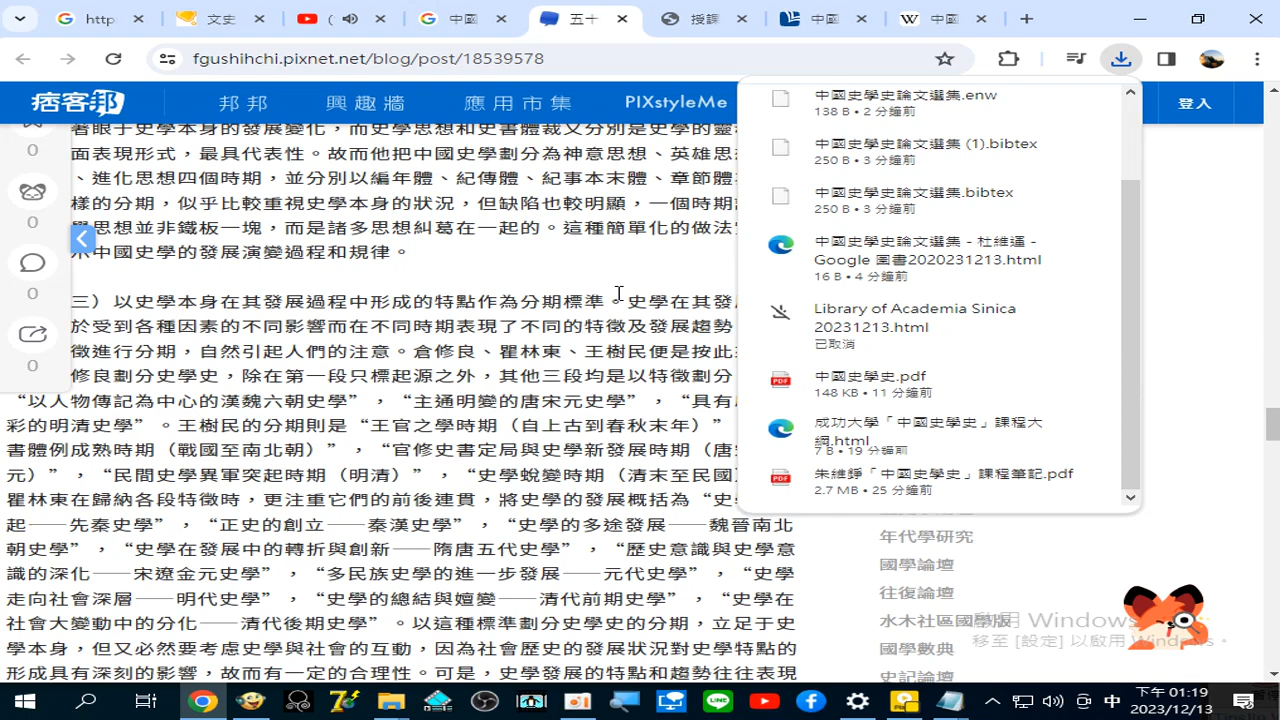 http
文史
中國
五十
授課
中國
中國
fgushihchi.pixnet.net/blog/post/18539578
痞客邦
邦邦
興趣牆
應用市集
PIXstyleMe
登入
著眼于史學本身的發展變化，而史學思想和史書體裁又分別是史學的靈
0
面表現形式，最具代表性。故而他把中國史學劃分為神意思想、英雄思
、進化思想四個時期，並分別以編年體、紀傳體、紀事本末體、章節體
樣的分期，似乎比較重視史學本身的狀況，但缺陷也較明顯，一個時期
0
學思想並非鐵板一塊，而是諸多思想糾葛在一起的。這種簡單化的做法
示中國史學的發展演變過程和規律。
0
三）以史學本身在其發展過程中形成的特點作為分期標準。史學在其發
於受到各種因素的不同影響而在不同時期表現了不同的特徵及發展趨勢
徵進行分期，自然引起人們的注意。倉修良、瞿林東、王樹民便是按此
0
修良劃分史學史，除在第一段只標起源之外，其他三段均是以特徵劃分
“以人物傳記為中心的漢魏六朝史學”，“主通明變的唐宋元史學”，“具有
彩的明清史學”。王樹民的分期則是“王官之學時期（自上古到春秋末年）”
書體例成熟時期（戰國至南北朝）”，“官修史書定局與史學新發展時期（唐
元）”，“民間史學異軍突起時期（明清）”，“史學蛻變時期（清末至民國
瞿林東在歸納各段特徵時，更注重它們的前後連貫，將史學的發展概括為“史
起——先秦史學”，“正史的創立——秦漢史學”，“史學的多途發展——魏晉南北
朝史學”，“史學在發展中的轉折與創新——隋唐五代史學”，“歷史意識與史學意
識的深化——宋遼金元史學”，“多民族史學的進一步發展——元代史學”，“史學
走向社會深層——明代史學”，“史學的總結與嬗變——清代前期史學”，“史學在
社會大變動中的分化——清代後期史學”。以這種標準劃分史學史的分期，立足于史
學本身，但又必然要考慮史學與社會的互動，因為社會歷史的發展狀況對史學特點的
形成具有深刻的影響，故而有一定的合理性。可是，史學發展的特點和趨勢往往表現
中國史學史論文選集.enw
138 B • 2 分鐘前
中國史學史論文選集 (1).bibtex
250 B • 3 分鐘前
中國史學史論文選集.bibtex
250 B • 3 分鐘前
中國史學史論文選集 - 杜維運 -
Google 圖書2020231213.html
16 B • 4 分鐘前
Library of Academia Sinica
20231213.html
已取消
中國史學史.pdf
148 KB • 11 分鐘前
成功大學「中國史學史」課程大
綱.html
7 B • 19 分鐘前
朱維錚「中國史學史」課程筆記.pdf
2.7 MB • 25 分鐘前
年代學研究
國學論壇
往復論壇
水木社區國學版
國學數典
史記論壇
啟用 Windows
移至 [設定] 以啟用 Windows。
中
下午 01:19
2023/12/13